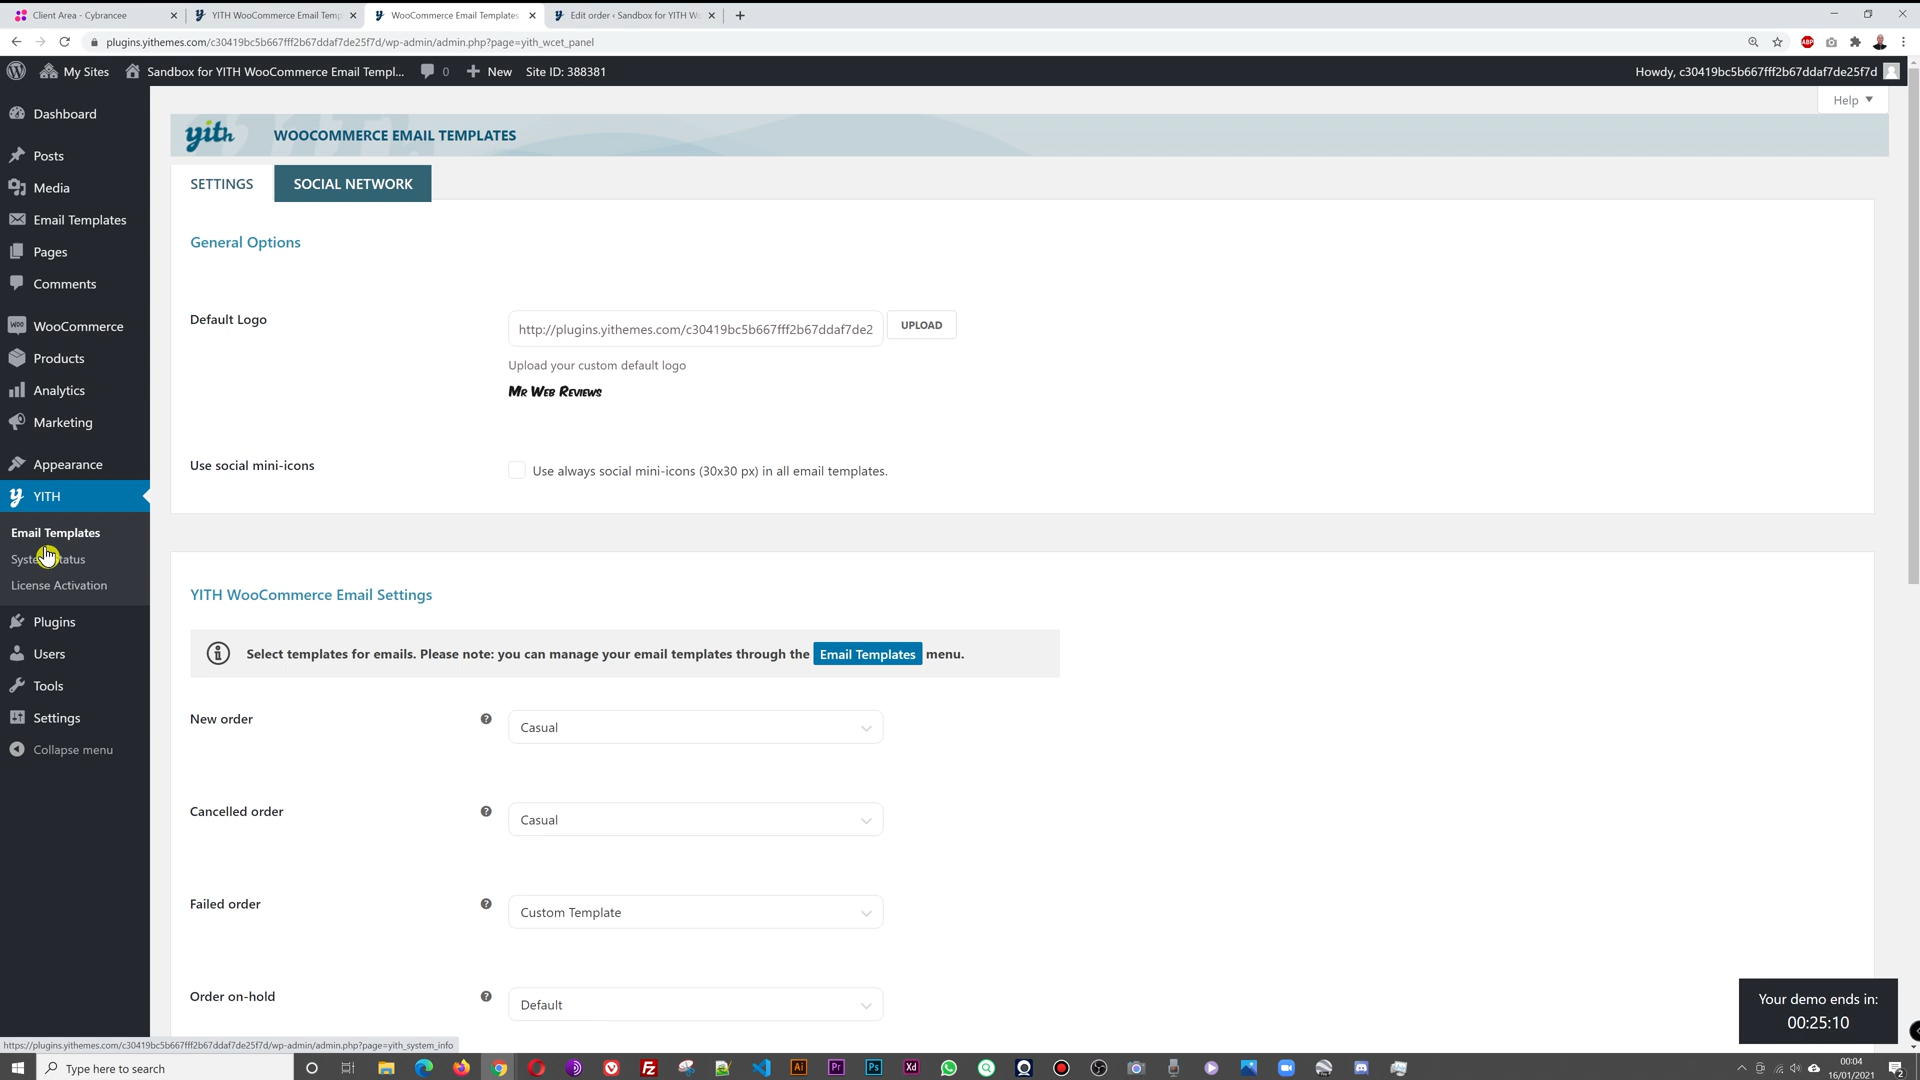 Client Area - Cybrancee
YITH WooCommerce Email Temp
WooCommerce Email Templates
Edit order ‹ Sandbox for YITH W
plugins.yithemes.com/c30419bc5b667fff2b67ddaf7de25f7d/wp-admin/admin.php?page=yith_wcet_panel
ABP
My Sites
Sandbox for YITH WooCommerce Email Templ...
0
New
Site ID: 388381
Howdy, c30419bc5b667fff2b67ddaf7de25f7d
Help
Dashboard
Posts
Media
Email Templates
Pages
Comments
WooCommerce
Products
Analytics
Marketing
Appearance
YITH
Email Templates
System Status
License Activation
Plugins
Users
Tools
Settings
Collapse menu
yith
WOOCOMMERCE EMAIL TEMPLATES
SETTINGS
SOCIAL NETWORK
General Options
Default Logo
http://plugins.yithemes.com/c30419bc5b667fff2b67ddaf7de2
UPLOAD
Upload your custom default logo
MR WEB REVIEWS
Use social mini-icons
Use always social mini-icons (30x30 px) in all email templates.
YITH WooCommerce Email Settings
Select templates for emails. Please note: you can manage your email templates through the Email Templates menu.
New order
Casual
Cancelled order
Casual
Failed order
Custom Template
Order on-hold
Default
Your demo ends in:
00:25:10
https://plugins.yithemes.com/c30419bc5b667fff2b67ddaf7de25f7d/wp-admin/admin.php?page=yith_system_info
Type here to search
00:04
16/01/2021
2